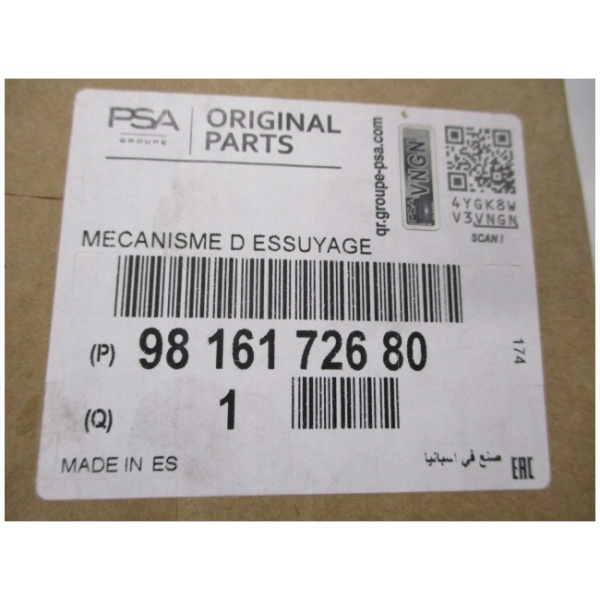 PSA
GROUPE
ORIGINAL
PARTS
qr.groupe-psa.com
PSA
VNGN
4YGK8W
V3VNGN
SCAN!
MECANISME D ESSUYAGE
(P) 98 161 726 80
174
(Q) 1
MADE IN ES
صنع في اسبانيا
EAC